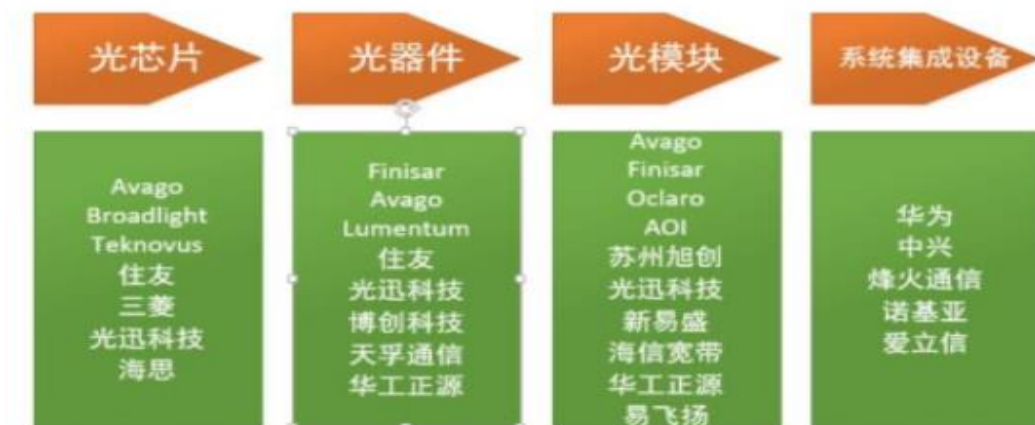 光芯片
光器件
光模块
系统集成设备
Avago
Broadlight
Teknovus
住友
三菱
光迅科技
海思
Finisar
Avago
Lumentum
住友
光迅科技
博创科技
天孚通信
华工正源
Avago
Finisar
Oclaro
AOI
苏州旭创
光迅科技
新易盛
海信宽带
华工正源
易飞扬
华为
中兴
烽火通信
诺基亚
爱立信